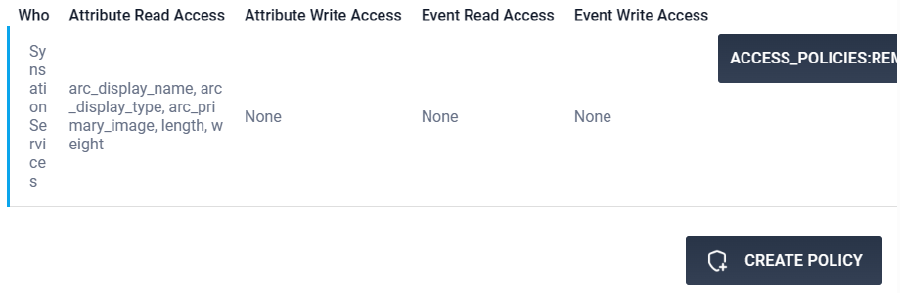 Who Attribute Read Access Attribute Write Access Event Read Access Event Write Access
Sy
ns
ati
on
Se
rvi
ce
s
arc_display_name, arc
_display_type, arc_pri
mary_image, length, w
eight
None
None
None
ACCESS_POLICIES:REM
CREATE POLICY